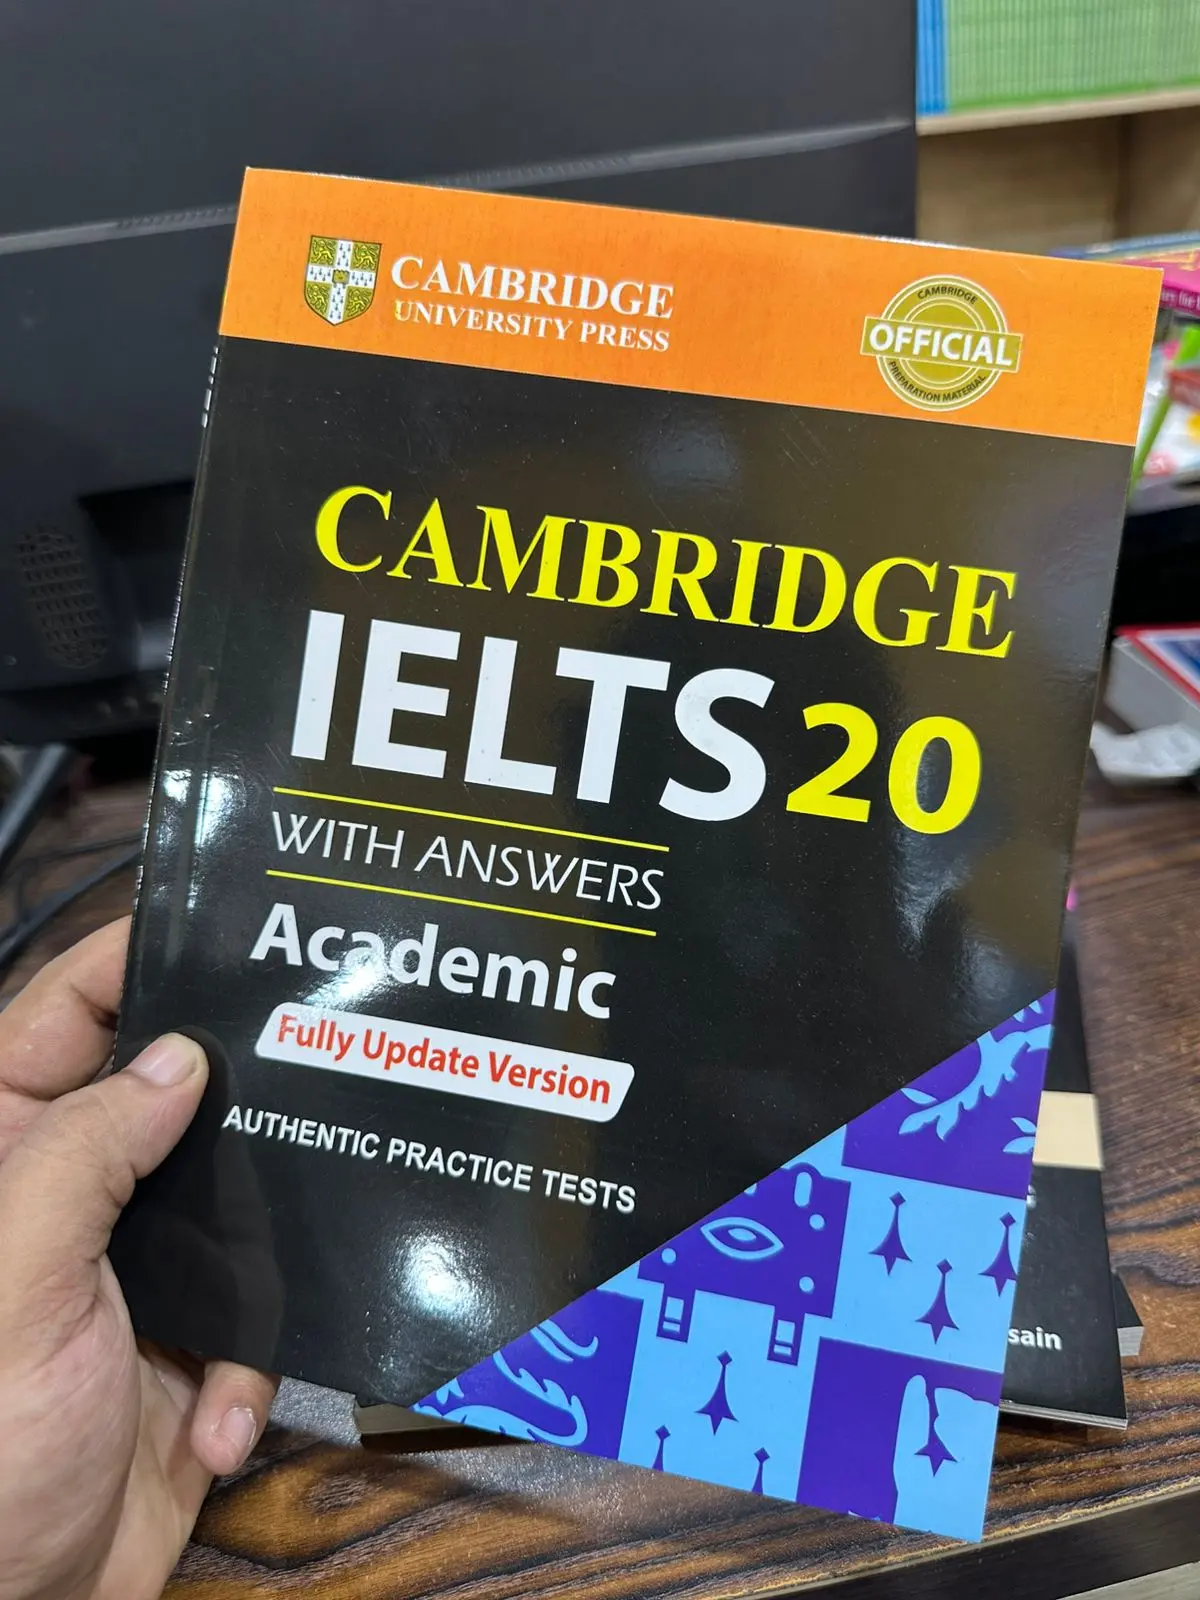 CAMBRIDGE
UNIVERSITY PRESS
CAMBRIDGE
OFFICIAL
PREPARATION MATERIAL
CAMBRIDGE
IELTS 20
WITH ANSWERS
Academic
Fully Update Version
AUTHENTIC PRACTICE TESTS
sain